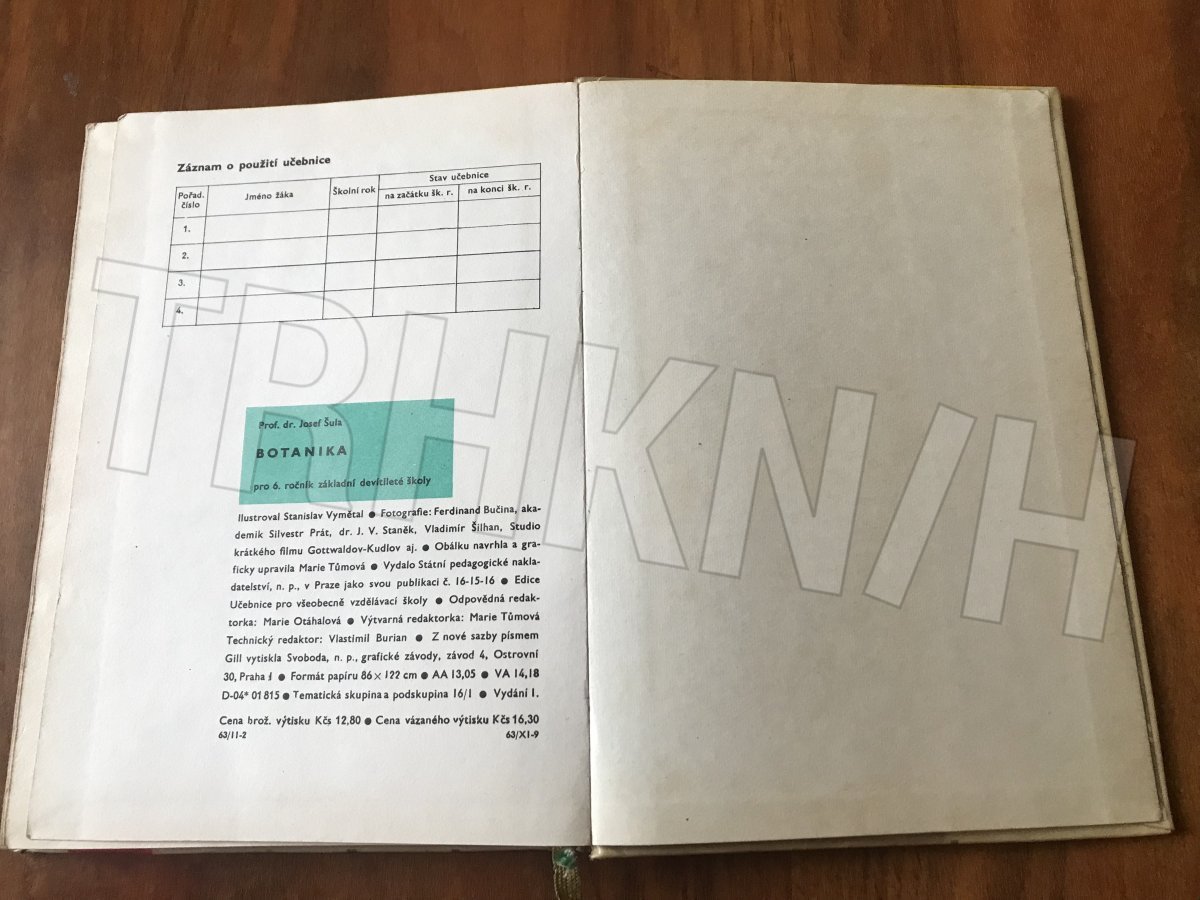 Záznam o použití učebnice
Pořad. číslo
Jméno žáka
Školní rok
Stav učebnice
na začátku šk. r.
na konci šk. r.
1.
2.
3.
4.
Prof. dr. Josef Šula
BOTANIKA
pro 6. ročník základní devítileté školy
Ilustroval Stanislav Vymětal ● Fotografie: Ferdinand Bučina, aka-
demik Silvestr Prát, dr. J. V. Staněk, Vladimír Šilhan, Studio
krátkého filmu Gottwaldov-Kudlov aj. ● Obálku navrhla a gra-
ficky upravila Marie Tůmová ● Vydalo Státní pedagogické nakla-
datelství, n. p., v Praze jako svou publikaci č. 16-15-16 ● Edice
Učebnice pro všeobecně vzdělávací školy ● Odpovědná redak-
torka: Marie Otáhalová ● Výtvarná redaktorka: Marie Tůmová
Technický redaktor: Vlastimil Burian ● Z nové sazby písmem
Gill vytiskla Svoboda, n. p., grafické závody, závod 4, Ostrovní
30, Praha 1 ● Formát papíru 86×122 cm ● AA 13,05 ● VA 14,18
D-04* 01815 ● Tematická skupina a podskupina 16/1 ● Vydání 1.
Cena brož. výtisku Kčs 12,80 ● Cena vázaného výtisku Kčs 16,30
63/11-2 63/XI-9
TRHKNIH